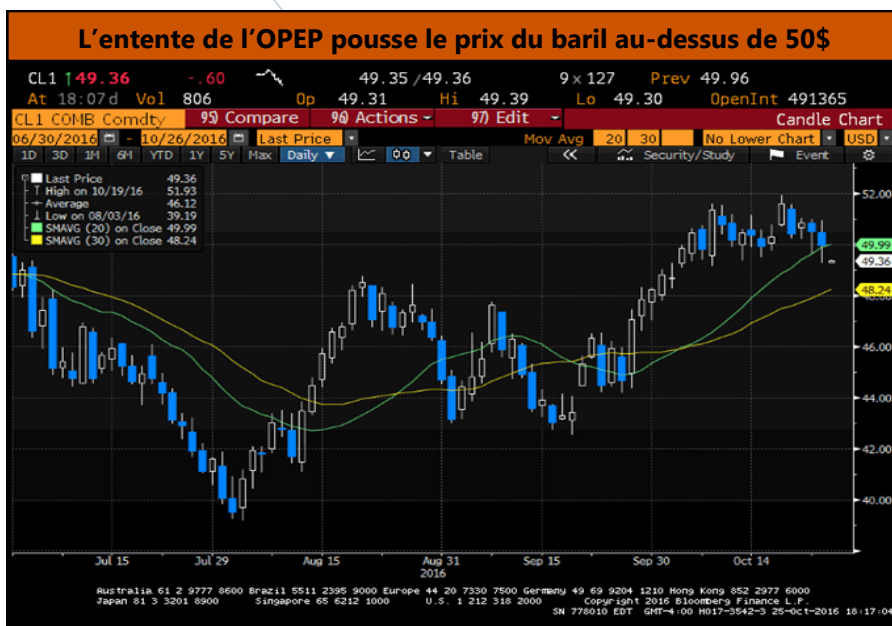 L'entente de l'OPEP pousse le prix du baril au-dessus de 50$
CL1 ↑49.36 -.60 49.35/49.36 9×127 Prev 49.96
At 18:07d Vol 806 Op 49.31 Hi 49.39 Lo 49.30 OpenInt 491365
CL1 COMB Comdty 95) Compare 96) Actions 97) Edit Candle Chart
06/30/2016 - 10/26/2016 Last Price Mov Avg 20 30 No Lower Chart USD
1D 3D 1M 6M YTD 1Y 5Y Max Daily ▼ Table « Security/Study Event
Last Price 49.36
High on 10/19/16 51.93
Average 46.12
Low on 08/03/16 39.19
SMAVG (20) on Close 49.99
SMAVG (30) on Close 48.24
52.00
49.99
49.36
48.24
48.00
46.00
44.00
42.00
40.00
Jul 15 Jul 29 Aug 15 Aug 31 Sep 15 Sep 30 Oct 14
2016
Australia 61 2 9777 8600 Brazil 5511 2395 9000 Europe 44 20 7330 7500 Germany 49 69 9204 1210 Hong Kong 852 2977 6000
Japan 81 3 3201 8900 Singapore 65 6212 1000 U.S. 1 212 318 2000 Copyright 2016 Bloomberg Finance L.P.
SN 778010 EDT GMT-4:00 H017-3542-3 25-Oct-2016 18:17:04